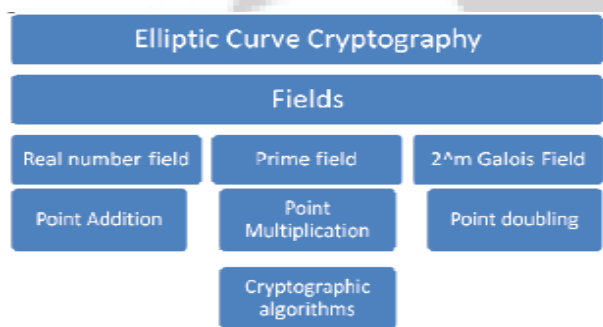 Elliptic Curve Cryptography
Fields
Real number field
Prime field
2^m Galois Field
Point Addition
Point
Multiplication
Point doubling
Cryptographic
algorithms